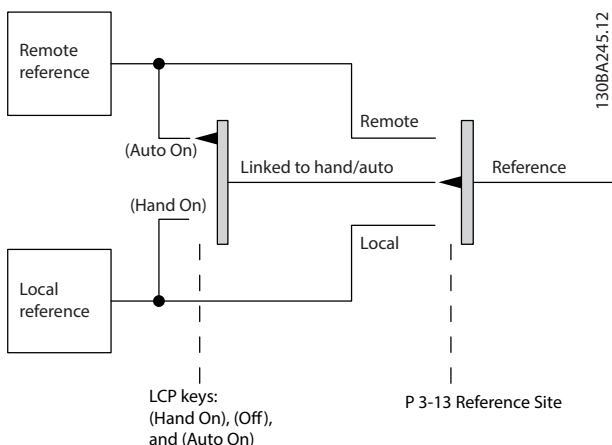 Remote
reference
130BA245.12
Remote
(Auto On)
Linked to hand/auto
Reference
(Hand On)
Local
Local
reference
LCP keys:
(Hand On), (Off),
and (Auto On)
P 3-13 Reference Site